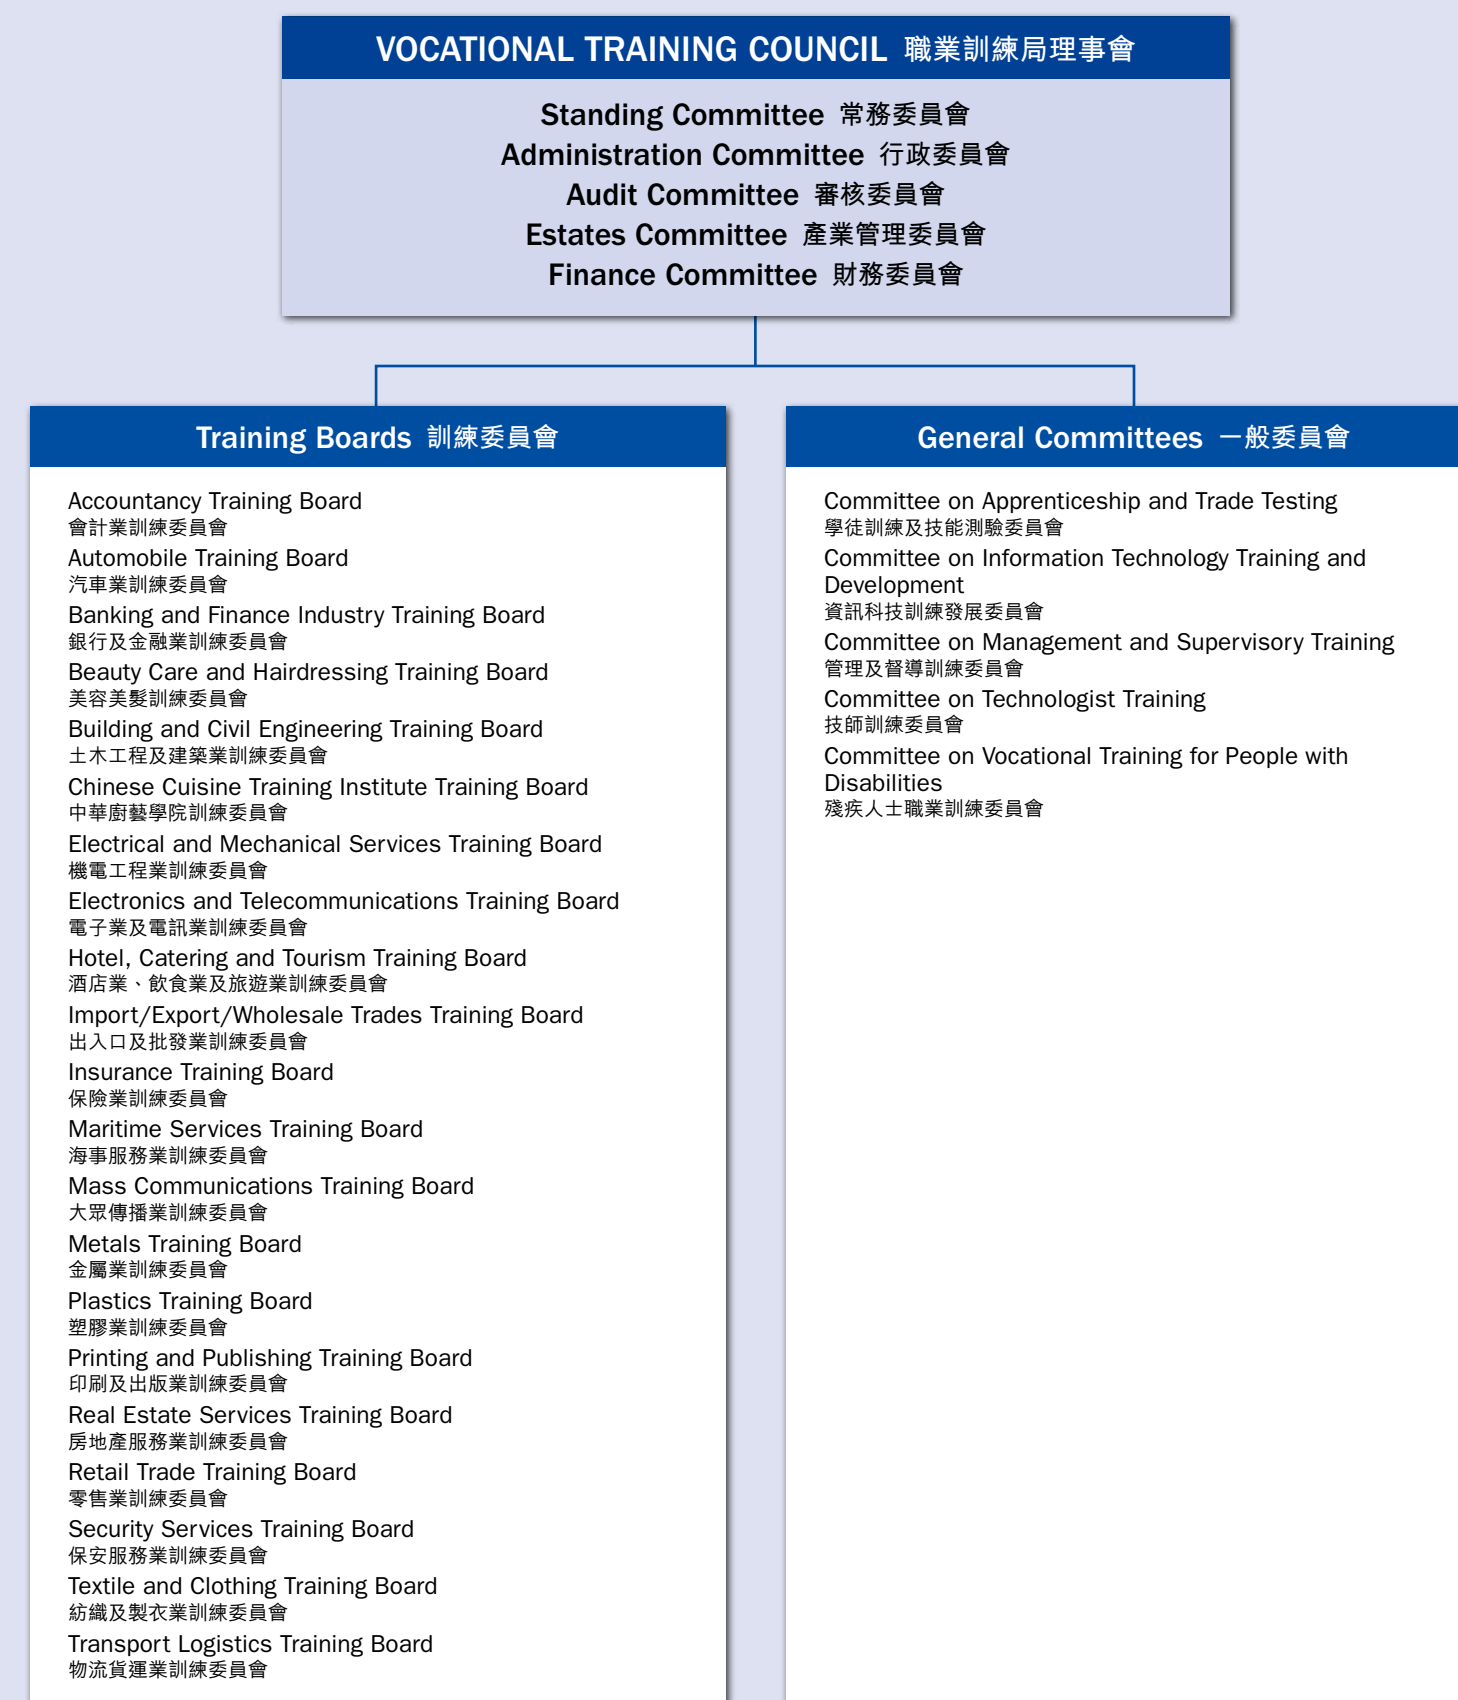 VOCATIONAL TRAINING COUNCIL 職業訓練局理事會
Standing Committee 常務委員會
Administration Committee 行政委員會
Audit Committee 審核委員會
Estates Committee 產業管理委員會
Finance Committee 財務委員會
Training Boards 訓練委員會
Accountancy Training Board
會計業訓練委員會
Automobile Training Board
汽車業訓練委員會
Banking and Finance Industry Training Board
銀行及金融業訓練委員會
Beauty Care and Hairdressing Training Board
美容美髮訓練委員會
Building and Civil Engineering Training Board
土木工程及建築業訓練委員會
Chinese Cuisine Training Institute Training Board
中華廚藝學院訓練委員會
Electrical and Mechanical Services Training Board
機電工程業訓練委員會
Electronics and Telecommunications Training Board
電子業及電訊業訓練委員會
Hotel, Catering and Tourism Training Board
酒店業、飲食業及旅遊業訓練委員會
Import/Export/Wholesale Trades Training Board
出入口及批發業訓練委員會
Insurance Training Board
保險業訓練委員會
Maritime Services Training Board
海事服務業訓練委員會
Mass Communications Training Board
大眾傳播業訓練委員會
Metals Training Board
金屬業訓練委員會
Plastics Training Board
塑膠業訓練委員會
Printing and Publishing Training Board
印刷及出版業訓練委員會
Real Estate Services Training Board
房地產服務業訓練委員會
Retail Trade Training Board
零售業訓練委員會
Security Services Training Board
保安服務業訓練委員會
Textile and Clothing Training Board
紡織及製衣業訓練委員會
Transport Logistics Training Board
物流貨運業訓練委員會
General Committees 一般委員會
Committee on Apprenticeship and Trade Testing
學徒訓練及技能測驗委員會
Committee on Information Technology Training and
Development
資訊科技訓練發展委員會
Committee on Management and Supervisory Training
管理及督導訓練委員會
Committee on Technologist Training
技師訓練委員會
Committee on Vocational Training for People with
Disabilities
殘疾人士職業訓練委員會